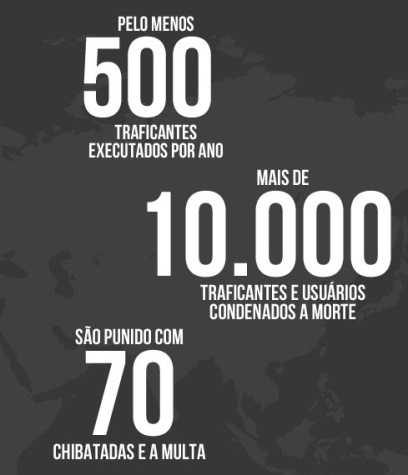 PELO MENOS
500
TRAFICANTES
EXECUTADOS POR ANO
MAIS DE
10.000
TRAFICANTES E USUÁRIOS
CONDENADOS A MORTE
SÃO PUNIDO COM
70
CHIBATADAS E A MULTA